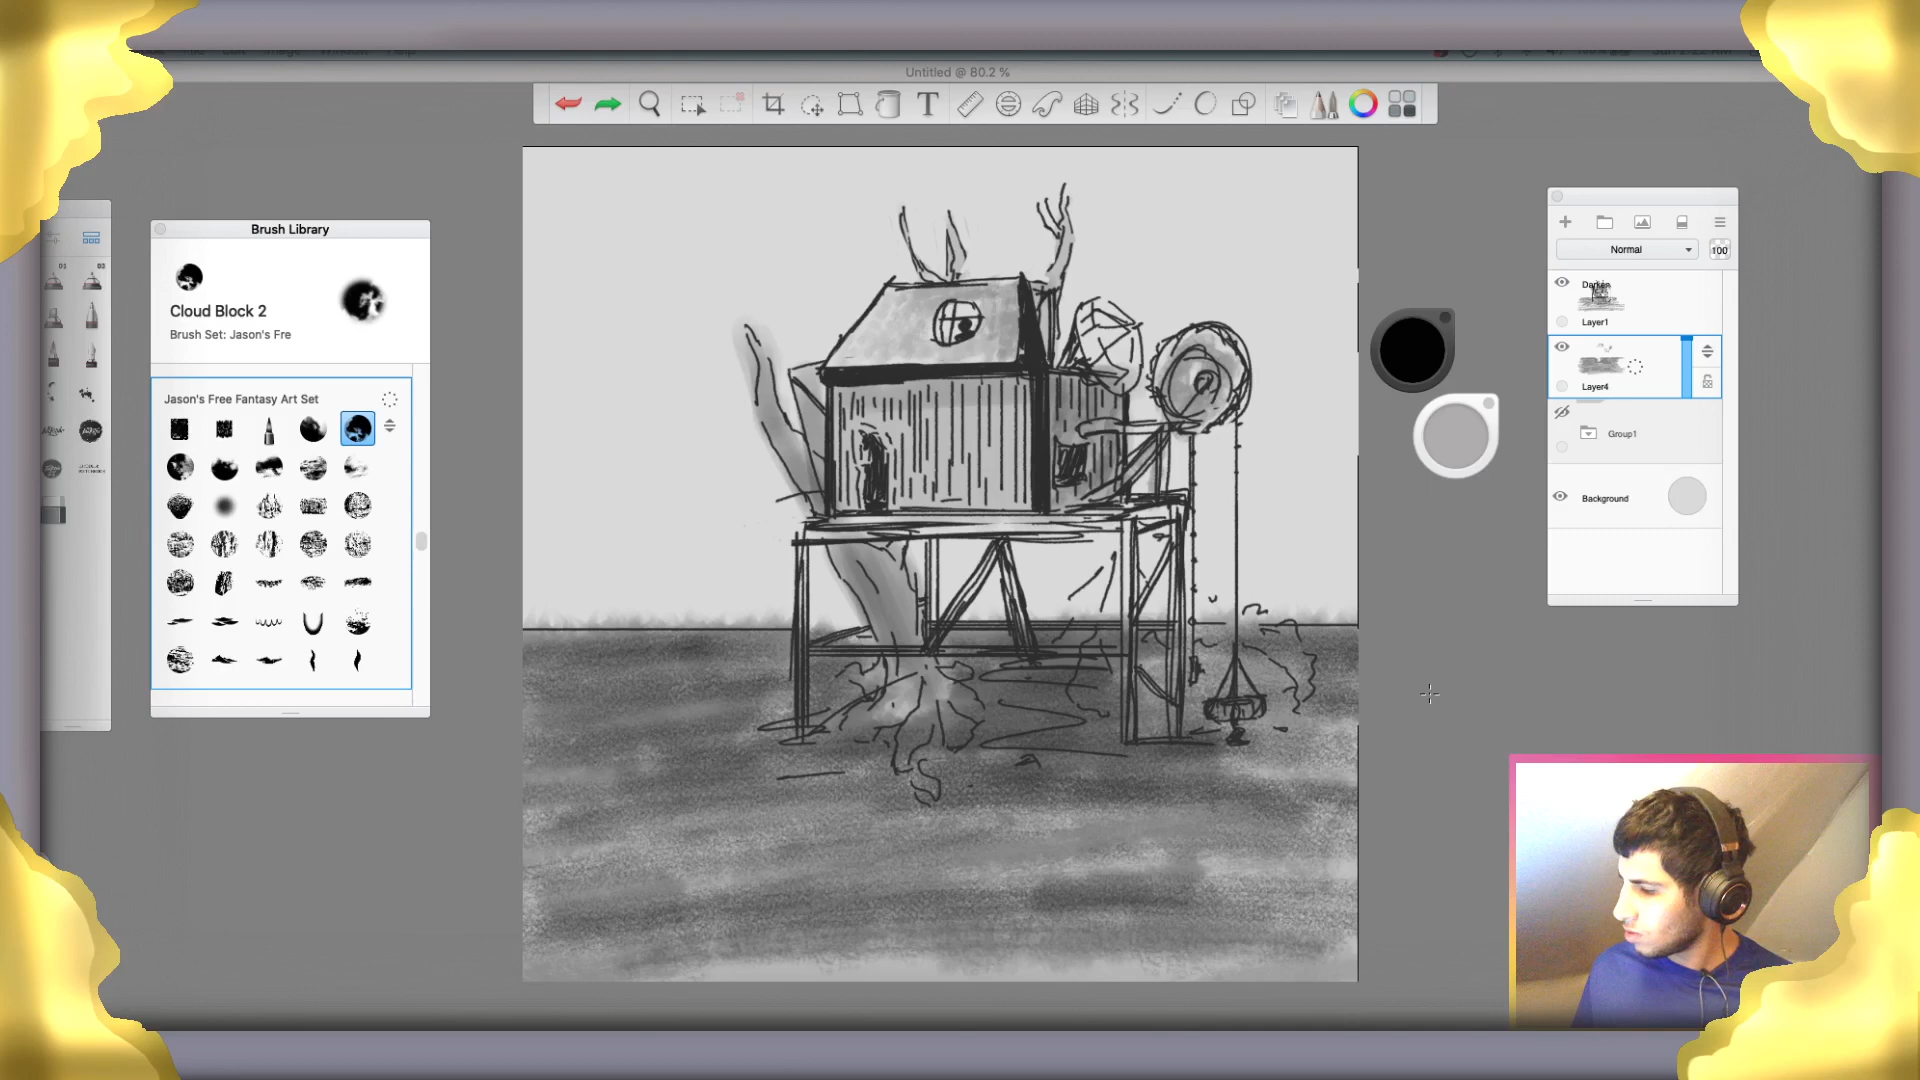 Untitled @ 80.2 %
T
Brush Library
Cloud Block 2
Brush Set: Jason's Fre
Jason's Free Fantasy Art Set
Normal
100
Darken
Layer1
Layer4
Group1
Background